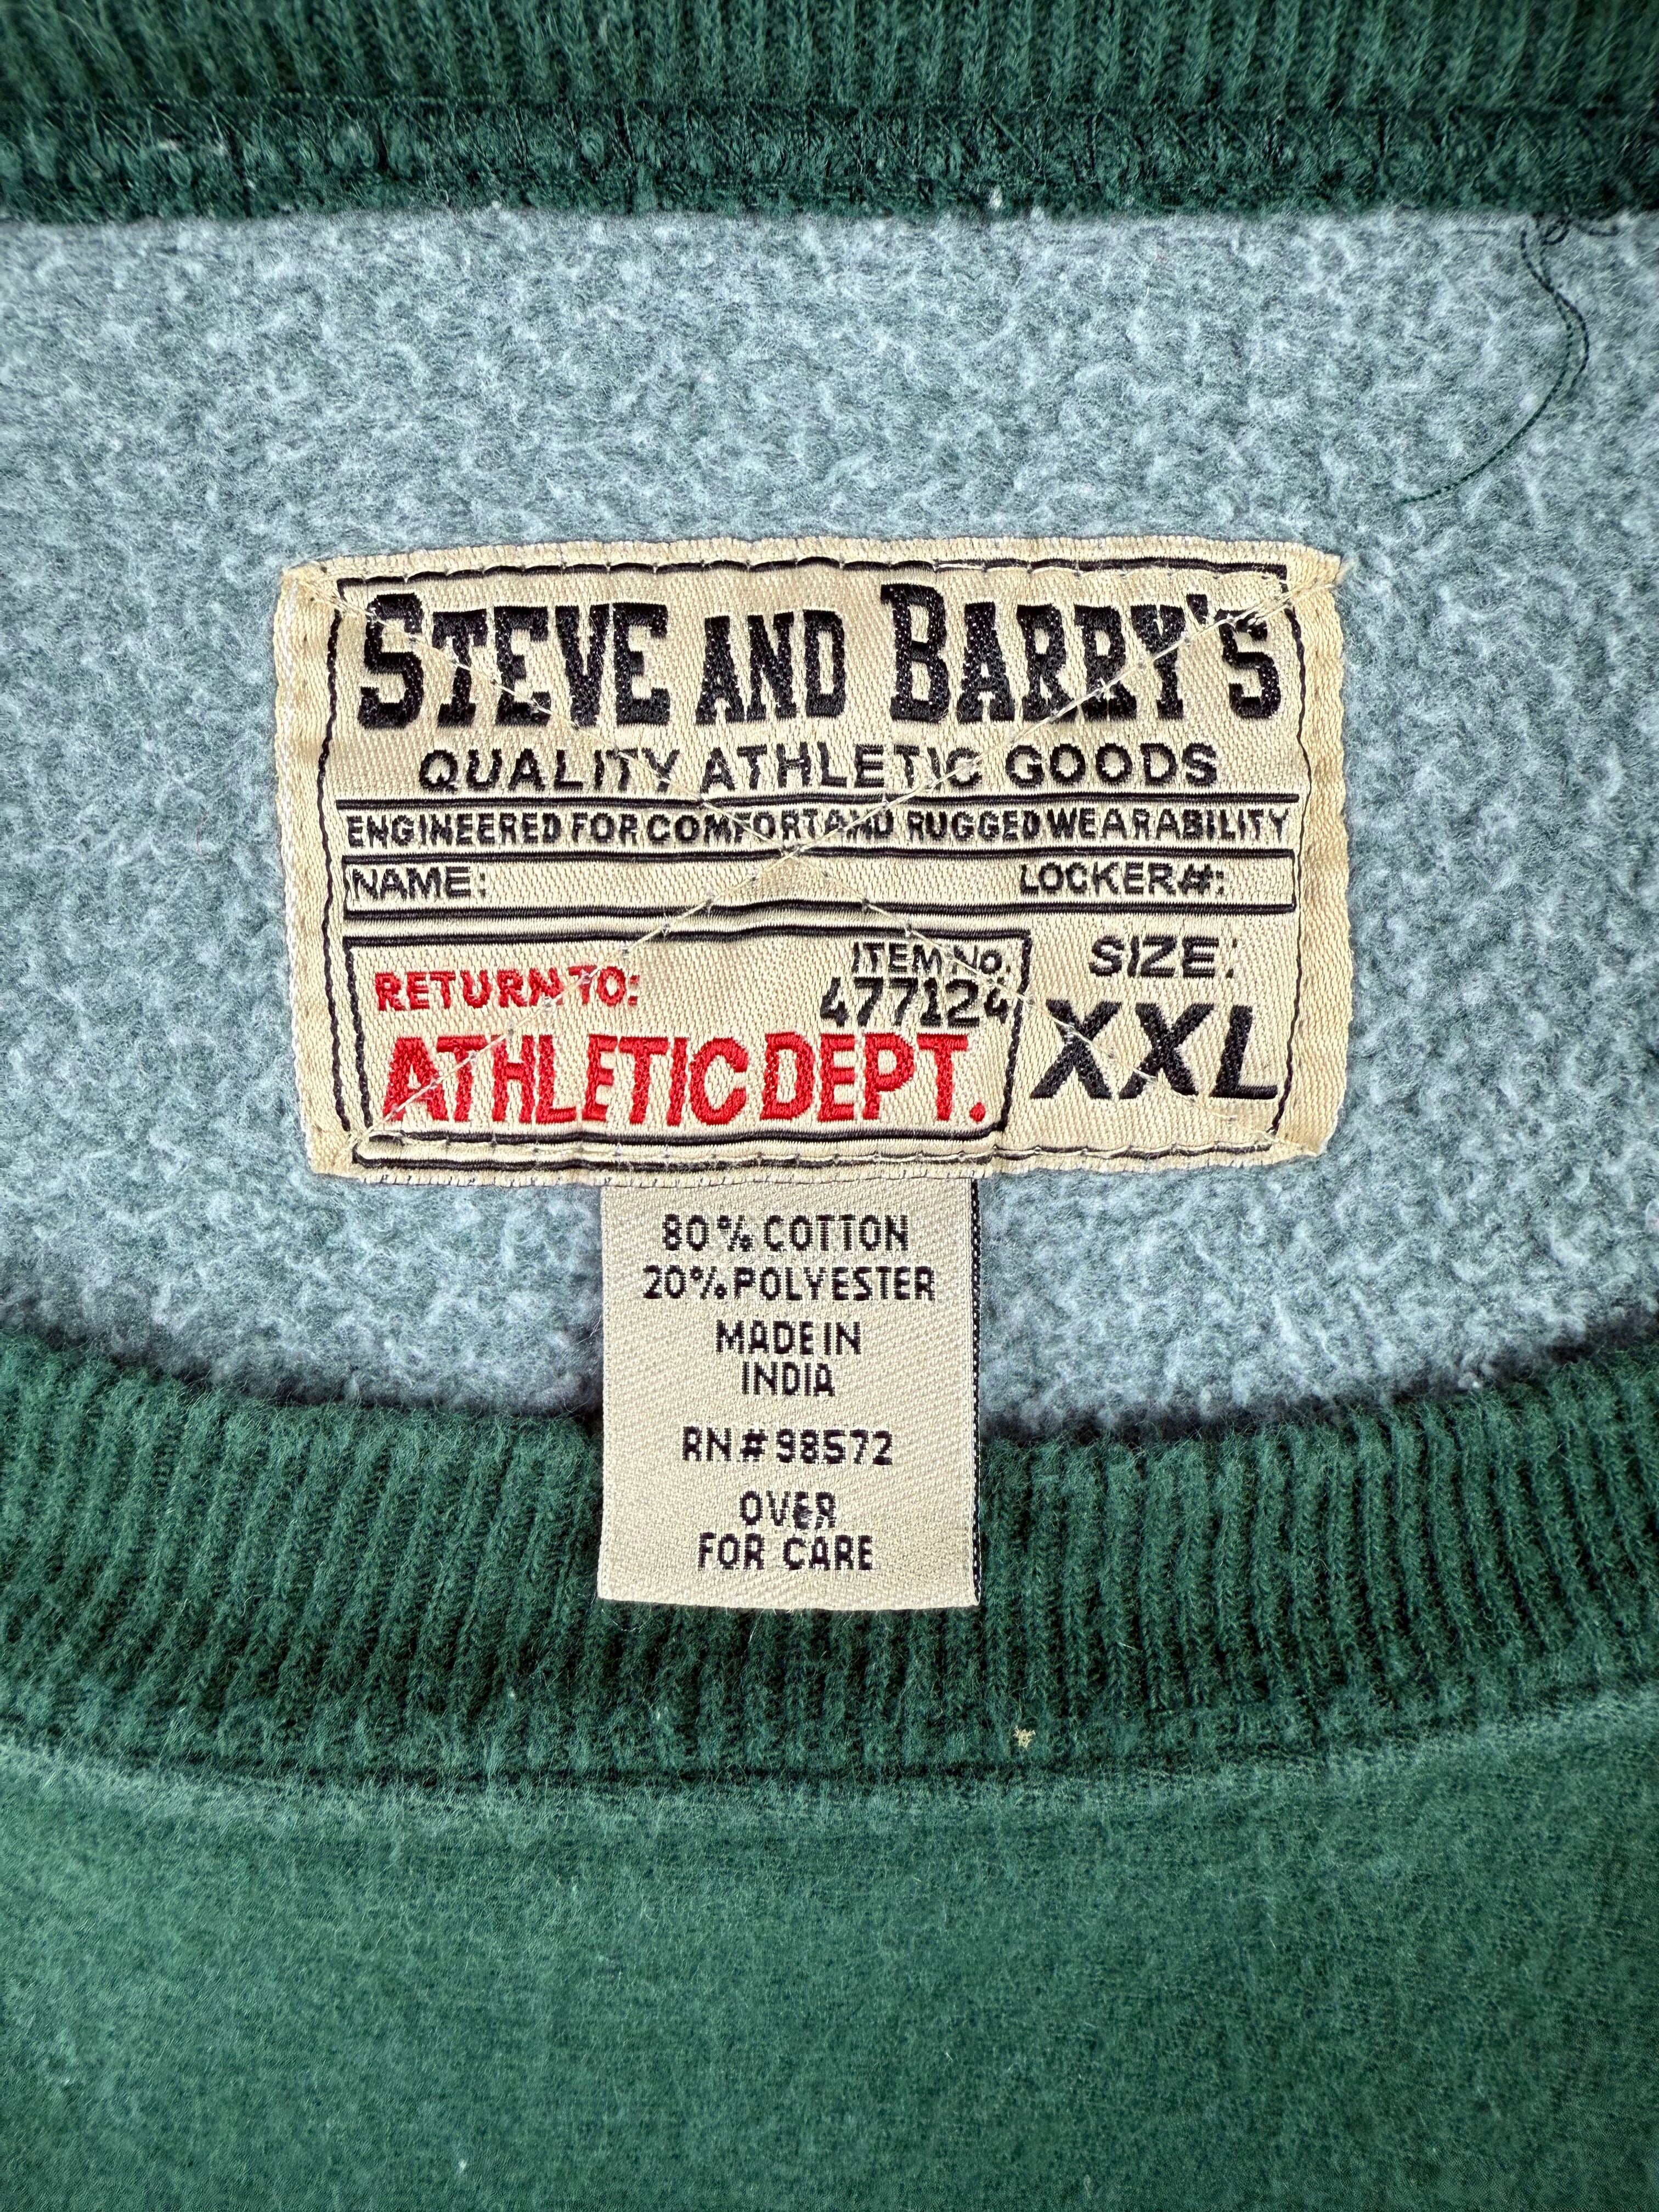 STEVE AND BARRY'S
QUALITY ATHLETIC GOODS
ENGINEERED FOR COMFORT AND RUGGED WEARABILITY
NAME: LOCKER#:
RETURN TO:
ITEM No.
477124
ATHLETIC DEPT.
SIZE:
XXL
80% COTTON
20% POLYESTER
MADE IN
INDIA
RN# 98572
OVER
FOR CARE